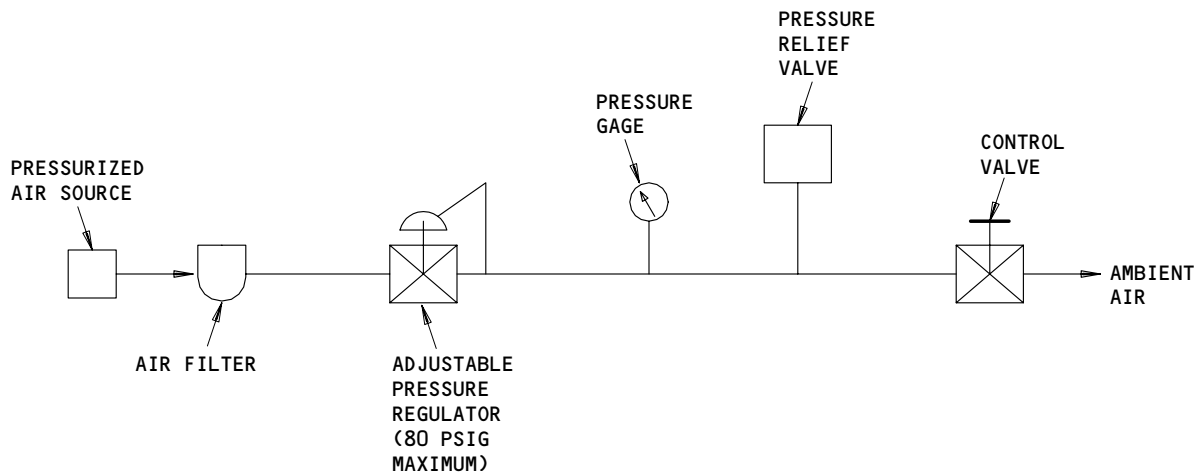 PRESSURE
RELIEF
VALVE
PRESSURE
GAGE
CONTROL
VALVE
PRESSURIZED
AIR SOURCE
AMBIENT
AIR
AIR FILTER
ADJUSTABLE
PRESSURE
REGULATOR
(80 PSIG
MAXIMUM)